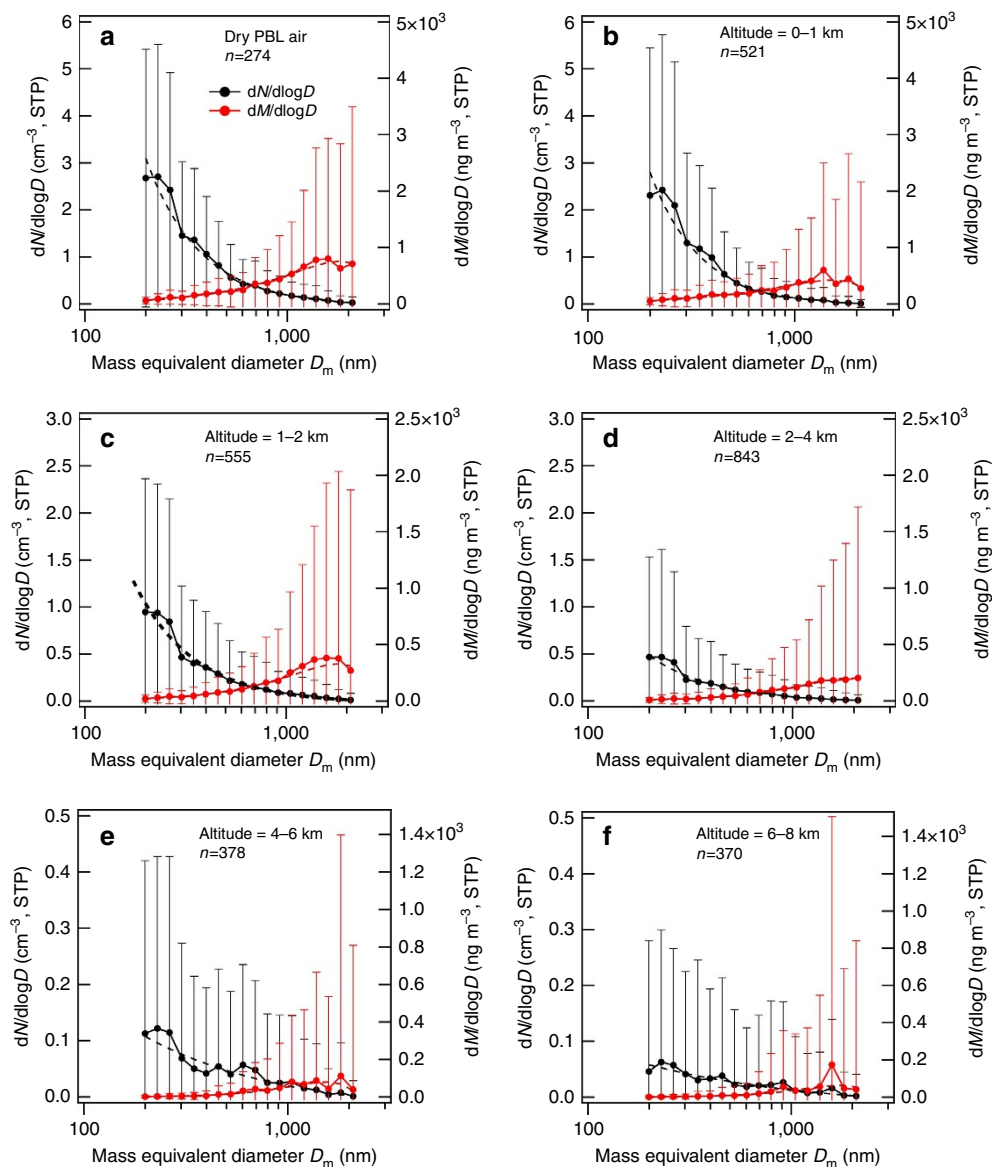 a
Dry PBL air
n=274
dN/dlogD
dM/dlogD
6
5
4
3
2
1
0
5×10³
4
3
2
1
0
dN/dlogD (cm⁻³, STP)
dM/dlogD (ng m⁻³, STP)
100
1,000
Mass equivalent diameter Dₘ (nm)
b
Altitude = 0–1 km
n=521
6
5
4
3
2
1
0
5×10³
4
3
2
1
0
dN/dlogD (cm⁻³, STP)
dM/dlogD (ng m⁻³, STP)
100
1,000
Mass equivalent diameter Dₘ (nm)
c
Altitude = 1–2 km
n=555
3.0
2.5
2.0
1.5
1.0
0.5
0.0
2.5×10³
2.0
1.5
1.0
0.5
0.0
dN/dlogD (cm⁻³, STP)
dM/dlogD (ng m⁻³, STP)
100
1,000
Mass equivalent diameter Dₘ (nm)
d
Altitude = 2–4 km
n=843
3.0
2.5
2.0
1.5
1.0
0.5
0.0
2.5×10³
2.0
1.5
1.0
0.5
0.0
dN/dlogD (cm⁻³, STP)
dM/dlogD (ng m⁻³, STP)
100
1,000
Mass equivalent diameter Dₘ (nm)
e
Altitude = 4–6 km
n=378
0.5
0.4
0.3
0.2
0.1
0.0
1.4×10³
1.2
1.0
0.8
0.6
0.4
0.2
0.0
dN/dlogD (cm⁻³, STP)
dM/dlogD (ng m⁻³, STP)
100
1,000
Mass equivalent diameter Dₘ (nm)
f
Altitude = 6–8 km
n=370
0.5
0.4
0.3
0.2
0.1
0.0
1.4×10³
1.2
1.0
0.8
0.6
0.4
0.2
0.0
dN/dlogD (cm⁻³, STP)
dM/dlogD (ng m⁻³, STP)
100
1,000
Mass equivalent diameter Dₘ (nm)